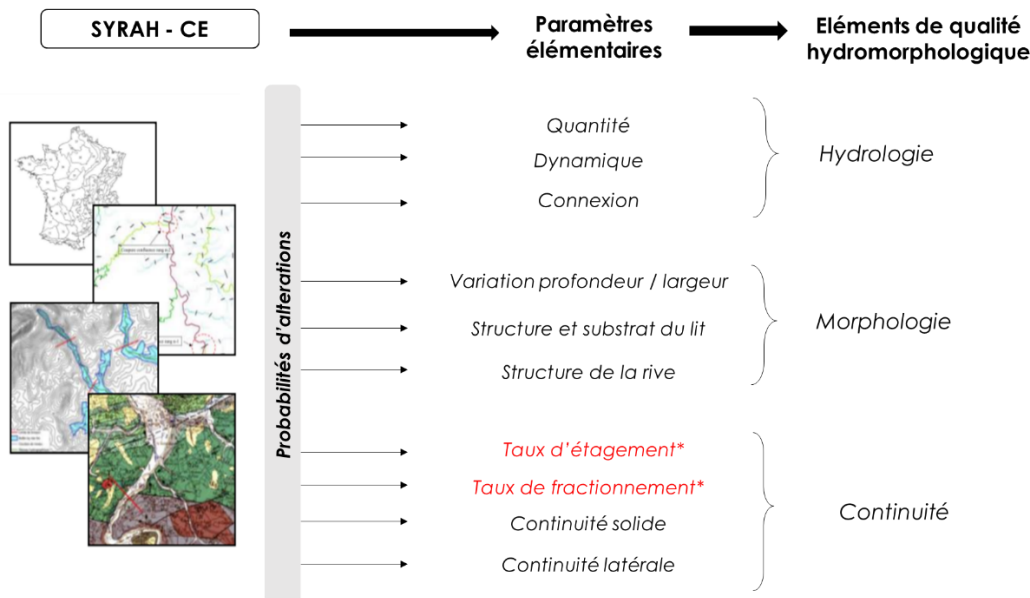 SYRAH - CE
Paramètres
élémentaires
Eléments de qualité
hydromorphologique
Probabilités d'alterations
Quantité
Dynamique
Connexion
Hydrologie
Variation profondeur / largeur
Structure et substrat du lit
Structure de la rive
Morphologie
Taux d'étagement*
Taux de fractionnement*
Continuité solide
Continuité latérale
Continuité